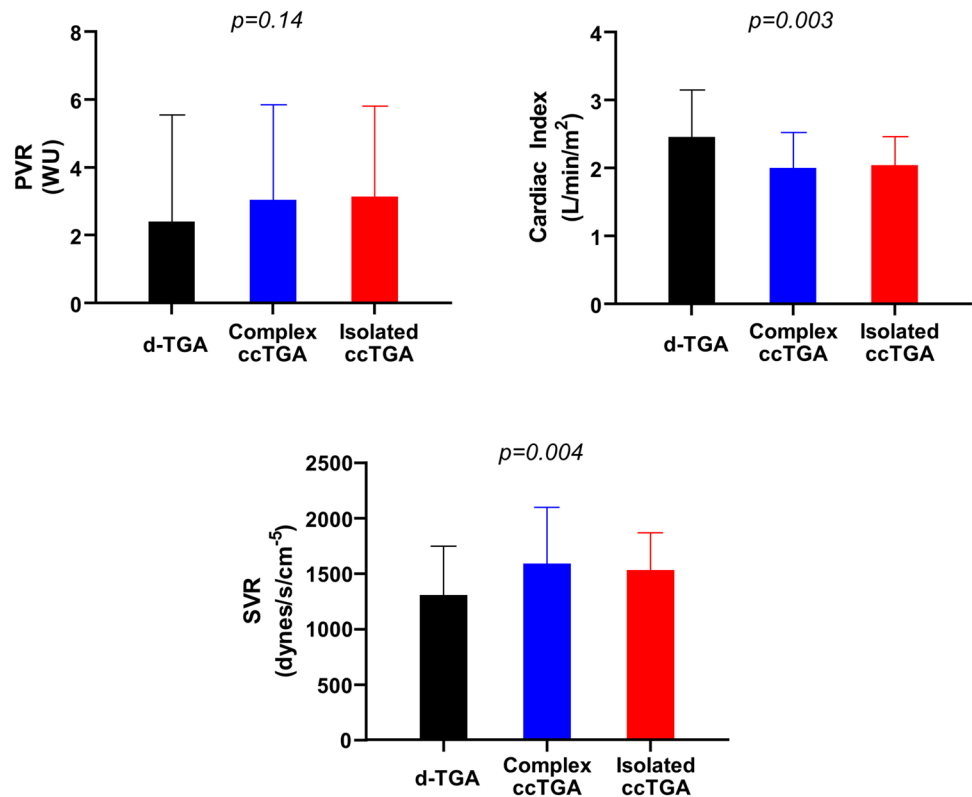 p=0.14
8
6
4
2
0
PVR
(WU)
d-TGA
Complex
ccTGA
Isolated
ccTGA
p=0.003
4
3
2
1
0
Cardiac Index
(L/min/m²)
d-TGA
Complex
ccTGA
Isolated
ccTGA
p=0.004
2500
2000
1500
1000
500
0
SVR
(dynes/s/cm⁻⁵)
d-TGA
Complex
ccTGA
Isolated
ccTGA